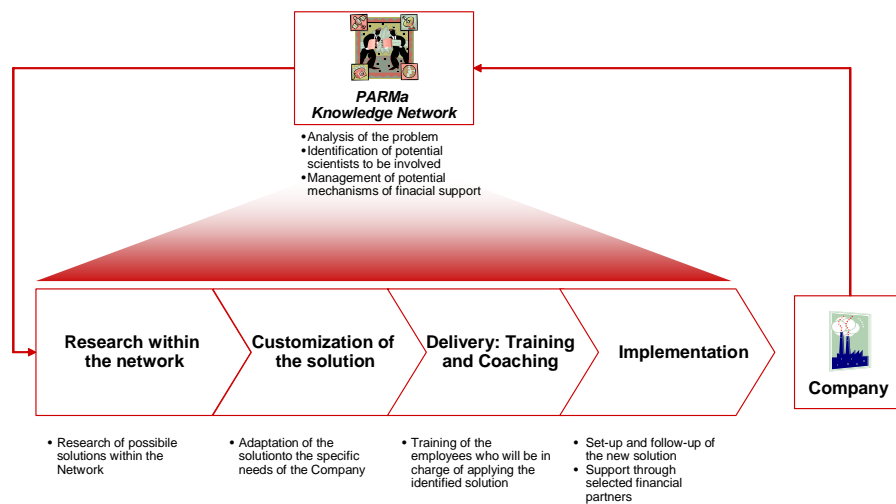 PARMa
Knowledge Network
•Analysis of the problem
•Identification of potential
scientists to be involved
•Management of potential
mechanisms of finacial support
Research within
the network
Customization of
the solution
Delivery: Training
and Coaching
Implementation
Company
• Research of possibile
solutions within the
Network
• Adaptation of the
solutionto the specific
needs of the Company
• Training of the
employees who will be in
charge of applying the
identified solution
• Set-up and follow-up of
the new solution
• Support through
selected financial
partners